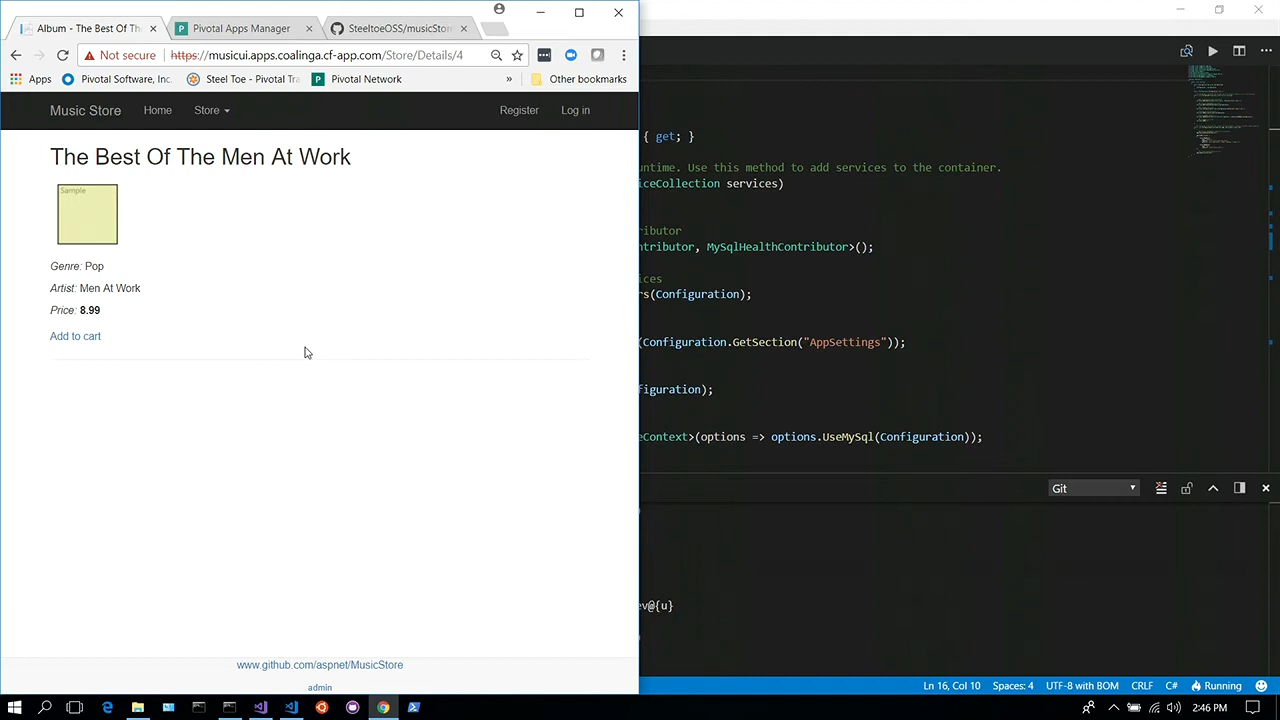 Album - The Best Of Th
Pivotal Apps Manager
SteeltoeOSS/musicStor
Not secure
https://musicui.apps.coalinga.cf-app.com/Store/Details/4
Apps
Pivotal Software, Inc.
Steel Toe - Pivotal Tra
Pivotal Network
»
Other bookmarks
Music Store
Home
Store
Register
Log in
The Best Of The Men At Work
Sample
Genre: Pop
Artist: Men At Work
Price: 8.99
Add to cart
www.github.com/aspnet/MusicStore
admin
{ get; }
untime. Use this method to add services to the container.
iceCollection services)
ributor
ntributor, MySqlHealthContributor>();
ices
rs(Configuration);
(Configuration.GetSection("AppSettings"));
figuration);
eContext>(options => options.UseMySql(Configuration));
Git
ev@{u}
Ln 16, Col 10
Spaces: 4
UTF-8 with BOM
CRLF
C#
Running
2:46 PM